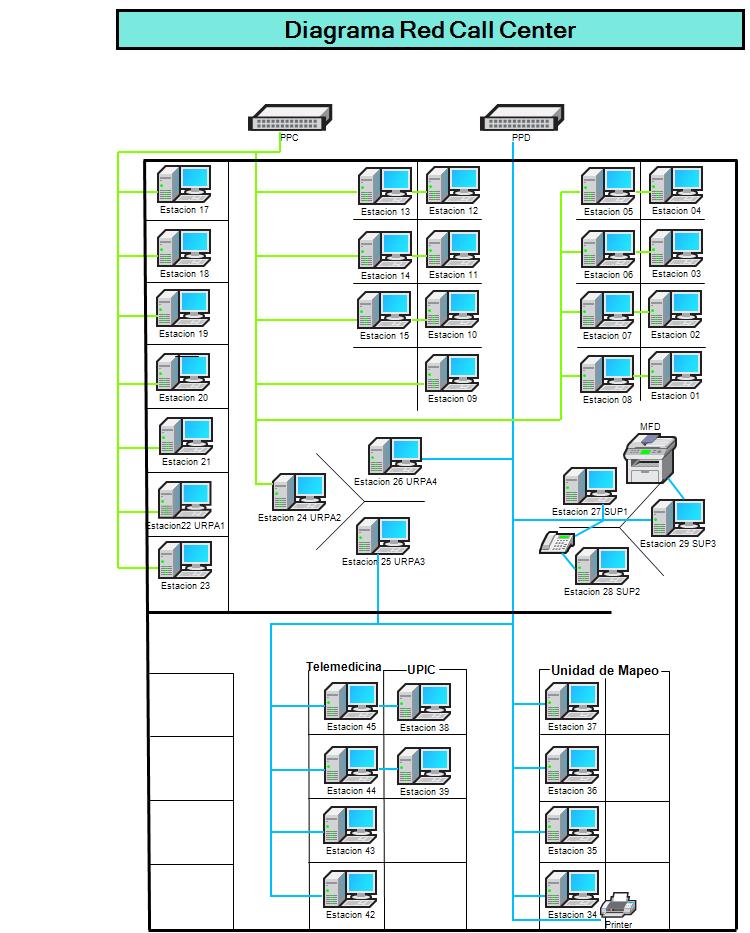 Diagrama Red Call Center
PPC
PPD
Estacion 17
Estacion 13
Estacion 12
Estacion 05
Estacion 04
Estacion 18
Estacion 14
Estacion 11
Estacion 06
Estacion 03
Estacion 19
Estacion 15
Estacion 10
Estacion 07
Estacion 02
Estacion 20
Estacion 09
Estacion 08
Estacion 01
MFD
Estacion 21
Estacion 26 URPA4
Estacion22 URPA1
Estacion 24 URPA2
Estacion 27 SUP1
Estacion 25 URPA3
Estacion 29 SUP3
Estacion 23
Estacion 28 SUP2
Telemedicina
UPIC
Unidad de Mapeo
Estacion 45
Estacion 38
Estacion 37
Estacion 44
Estacion 39
Estacion 36
Estacion 43
Estacion 35
Estacion 42
Estacion 34
Printer